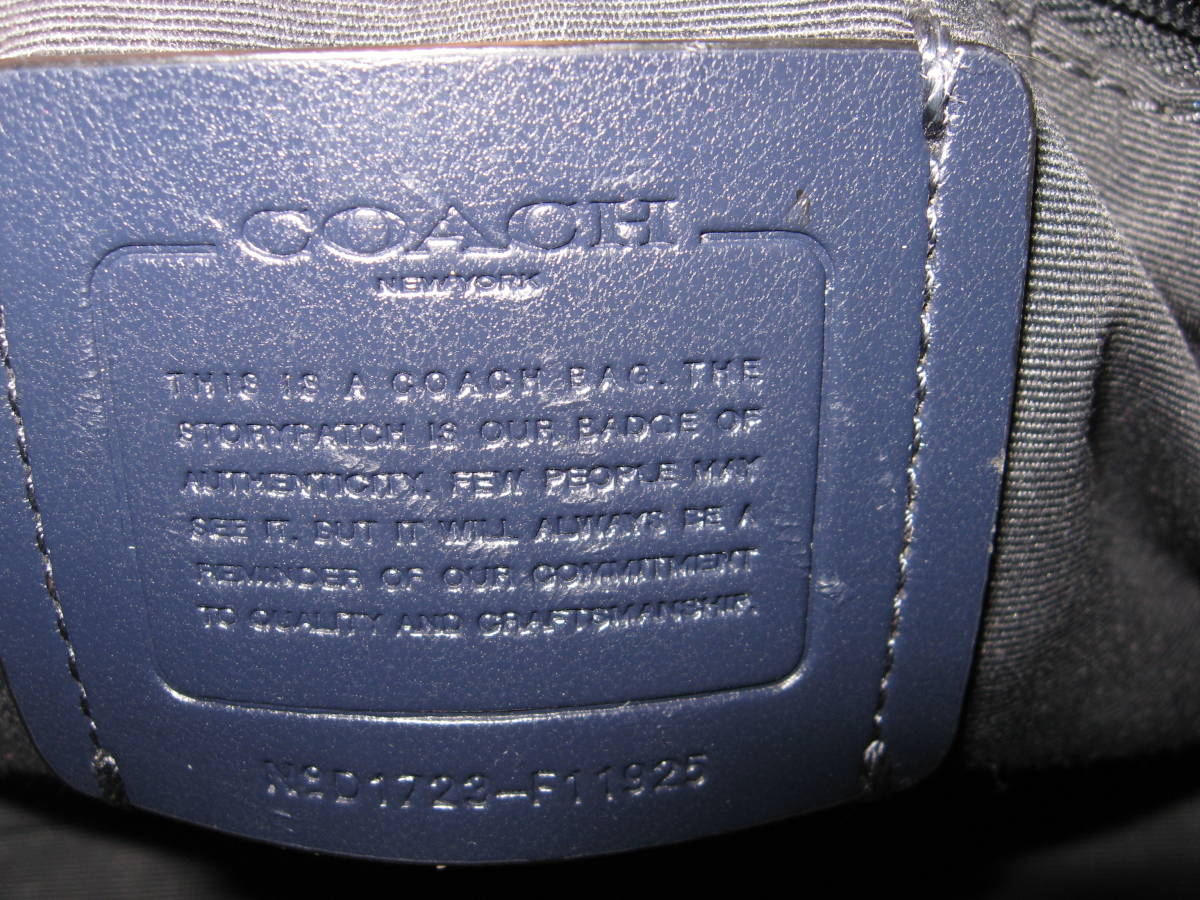 COACH
NEW YORK
THIS IS A COACH BAG. THE
STORYPATCH IS OUR BADGE OF
AUTHENTICITY. FEW PEOPLE MAY
SEE IT, BUT IT WILL ALWAYS BE A
REMINDER OF OUR COMMITMENT
TO QUALITY AND CRAFTSMANSHIP.
Nº D1723-F11925